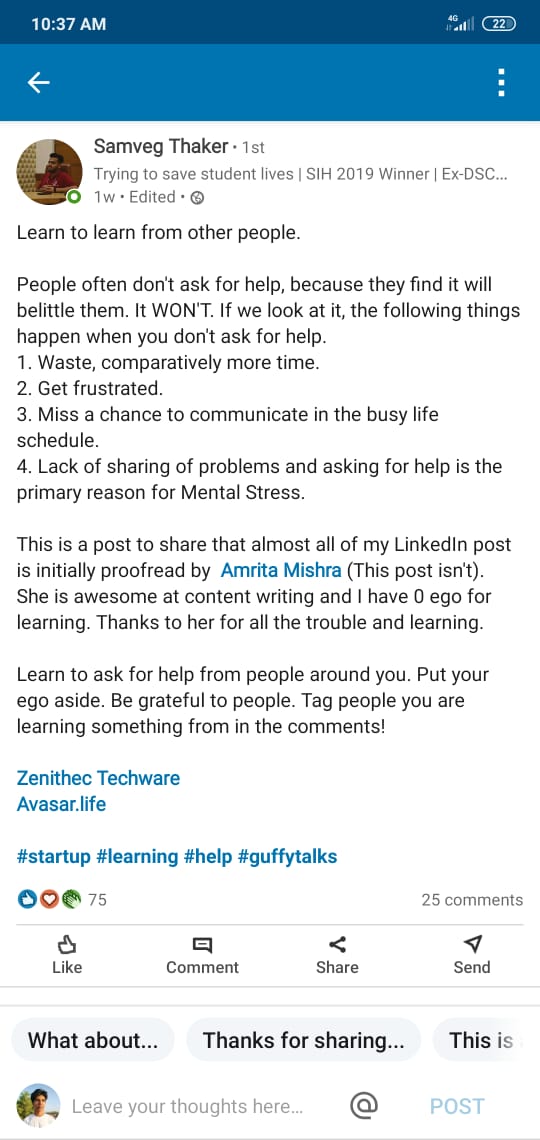 10:37 AM
4G
22
Samveg Thaker • 1st
Trying to save student lives | SIH 2019 Winner | Ex-DSC...
1w • Edited •
Learn to learn from other people.
People often don't ask for help, because they find it will
belittle them. It WON'T. If we look at it, the following things
happen when you don't ask for help.
1. Waste, comparatively more time.
2. Get frustrated.
3. Miss a chance to communicate in the busy life
schedule.
4. Lack of sharing of problems and asking for help is the
primary reason for Mental Stress.
This is a post to share that almost all of my LinkedIn post
is initially proofread by Amrita Mishra (This post isn't).
She is awesome at content writing and I have 0 ego for
learning. Thanks to her for all the trouble and learning.
Learn to ask for help from people around you. Put your
ego aside. Be grateful to people. Tag people you are
learning something from in the comments!
Zenithec Techware
Avasar.life
#startup #learning #help #guffytalks
75
25 comments
Like
Comment
Share
Send
What about...
Thanks for sharing...
This is
Leave your thoughts here...
@
POST